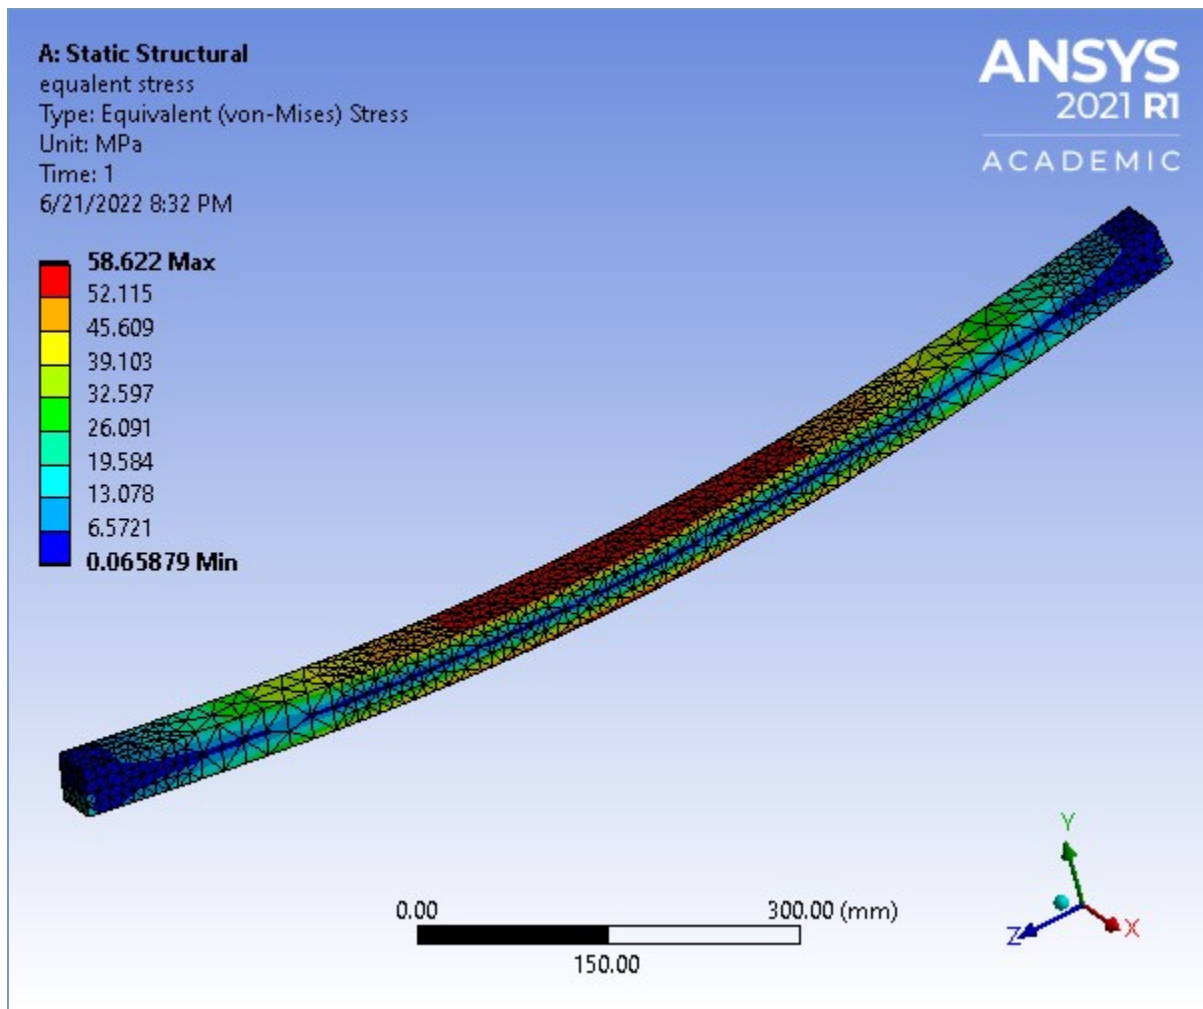 A: Static Structural
equalent stress
Type: Equivalent (von-Mises) Stress
Unit: MPa
Time: 1
6/21/2022 8:32 PM
ANSYS
2021 R1
ACADEMIC
58.622 Max
52.115
45.609
39.103
32.597
26.091
19.584
13.078
6.5721
0.065879 Min
0.00
300.00 (mm)
150.00
Y
Z
X